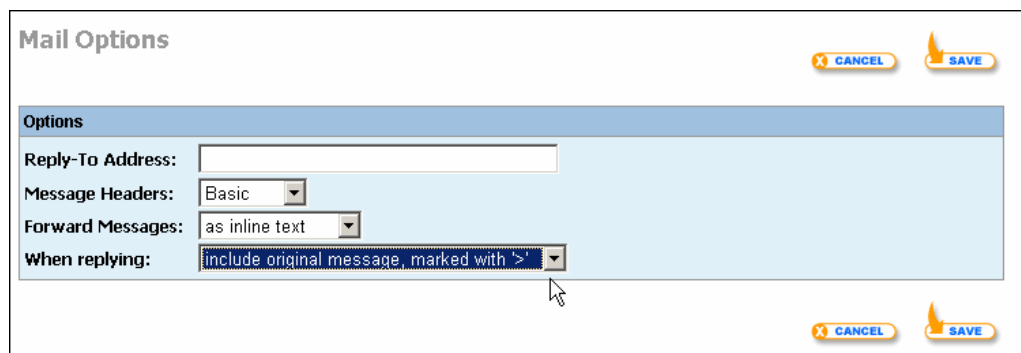 Mail Options
X CANCEL SAVE
Options
Reply-To Address:
Message Headers: Basic
Forward Messages: as inline text
When replying: include original message, marked with '>'
X CANCEL SAVE